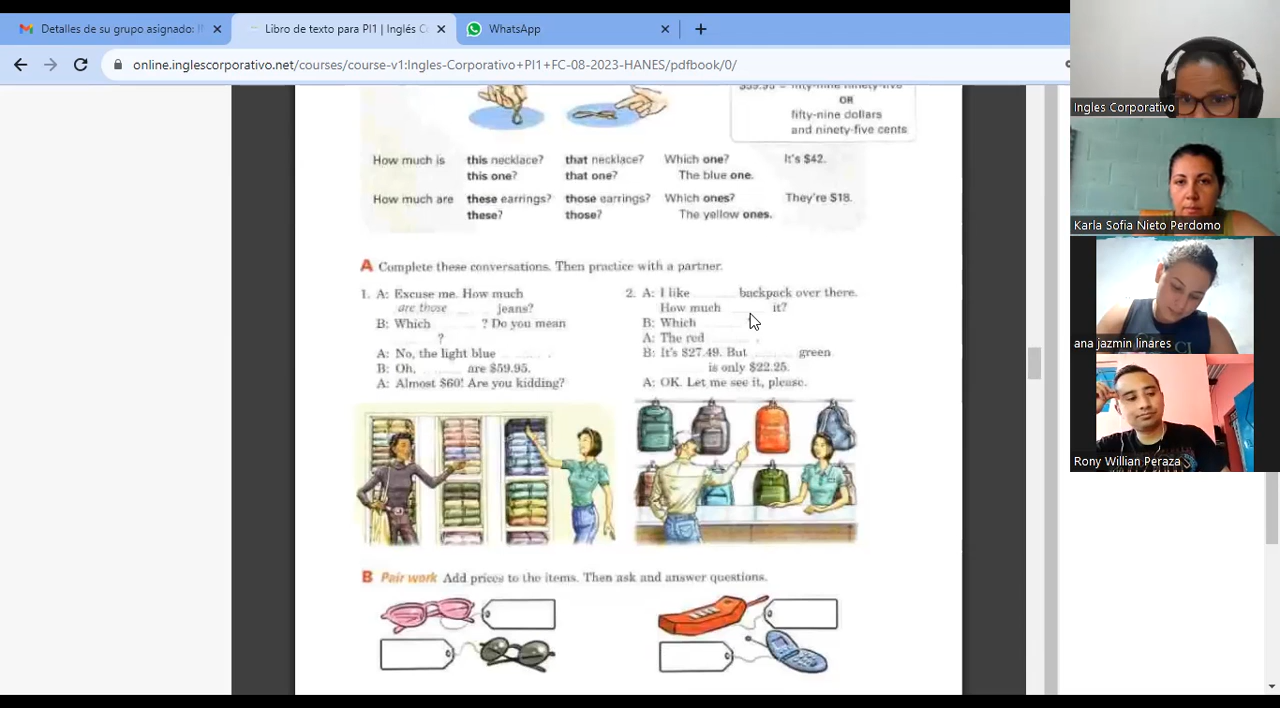 Detalles de su grupo asignado: I
Libro de texto para PI1 | Inglés C
WhatsApp
online.inglescorporativo.net/courses/course-v1:Ingles-Corporativo+PI1+FC-08-2023-HANES/pdfbook/0/
$59.95 = fifty-nine ninety-five
OR
fifty-nine dollars
and ninety-five cents
How much is this necklace? that necklace? Which one? It's $42.
this one? that one? The blue one.
How much are these earrings? those earrings? Which ones? They're $18.
these? those? The yellow ones.
A Complete these conversations. Then practice with a partner.
1. A: Excuse me. How much
are those jeans?
B: Which ? Do you mean
?
A: No, the light blue .
B: Oh, are $59.95.
A: Almost $60! Are you kidding?
2. A: I like backpack over there.
How much it?
B: Which
A: The red .
B: It's $27.49. But green
is only $22.25.
A: OK. Let me see it, please.
B Pair work Add prices to the items. Then ask and answer questions.
Ingles Corporativo
Karla Sofia Nieto Perdomo
ana jazmin linares
Rony Willian Peraza